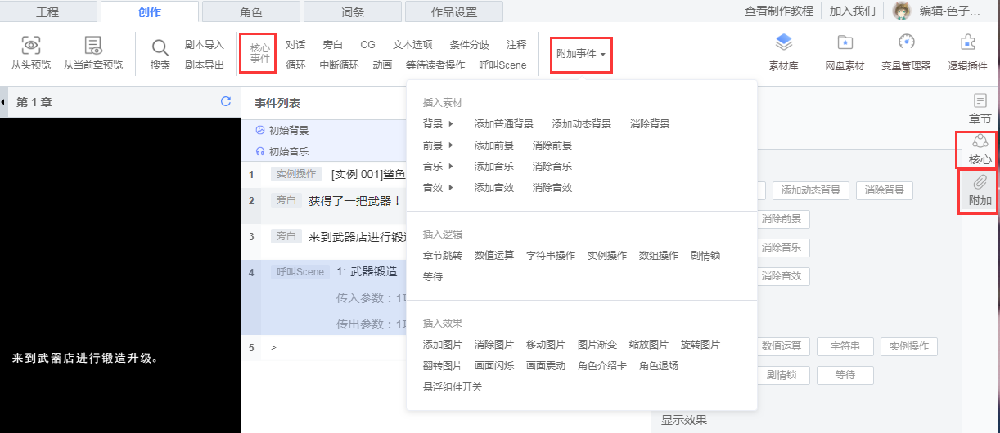 工程 创作 角色 词条 作品设置 查看制作教程 加入我们 编辑-色子...
从头预览 从当前章预览 搜索 剧本导入 剧本导出 核心事件 对话 旁白 CG 文本选项 条件分歧 注释
循环 中断循环 动画 等待读者操作 呼叫Scene
附加事件 素材库 网盘素材 变量管理器 逻辑插件
第 1 章 事件列表
初始背景
初始音乐
1 实例操作 [实例 001]鲨鱼
2 旁白 获得了一把武器！
3 旁白 来到武器店进行锻
4 呼叫Scene 1: 武器锻造
传入参数：1
传出参数：1
5 >
来到武器店进行锻造升级。
插入素材
背景 添加普通背景 添加动态背景 消除背景
前景 添加前景 消除前景
音乐 添加音乐 消除音乐
音效 添加音效 消除音效
插入逻辑
章节跳转 数值运算 字符串操作 实例操作 数组操作 剧情锁
等待
插入效果
添加图片 消除图片 移动图片 图片渐变 缩放图片 旋转图片
翻转图片 画面闪烁 画面震动 角色介绍卡 角色退场
悬浮组件开关
添加动态背景 消除背景
消除前景
消除音乐
消除音效
数值运算 字符串 实例操作
剧情锁 等待
显示效果
章节
核心
附加